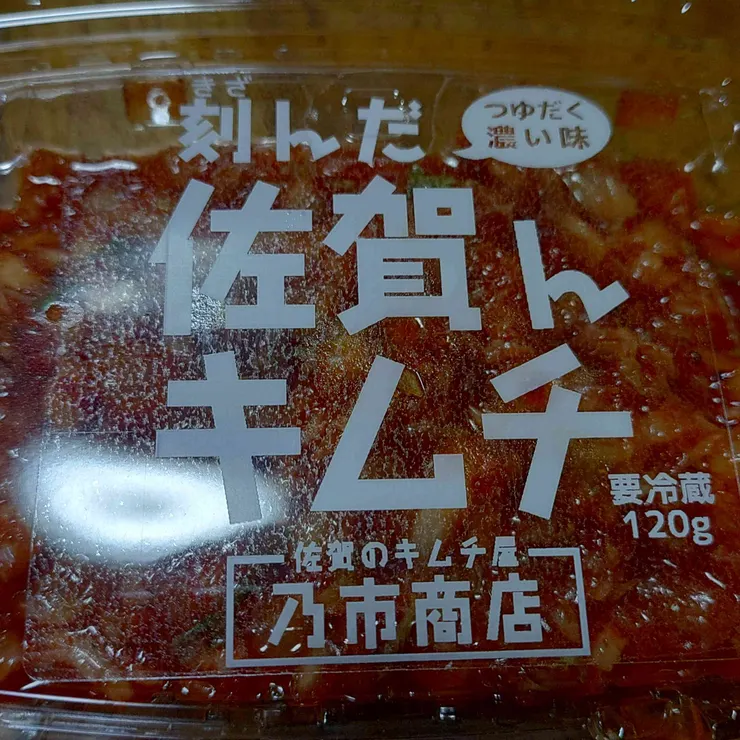 きざ
刻んだ
つゆだく
濃い味
佐賀ん
キムチ
要冷蔵
120g
佐賀のキムチ屋
乃市商店